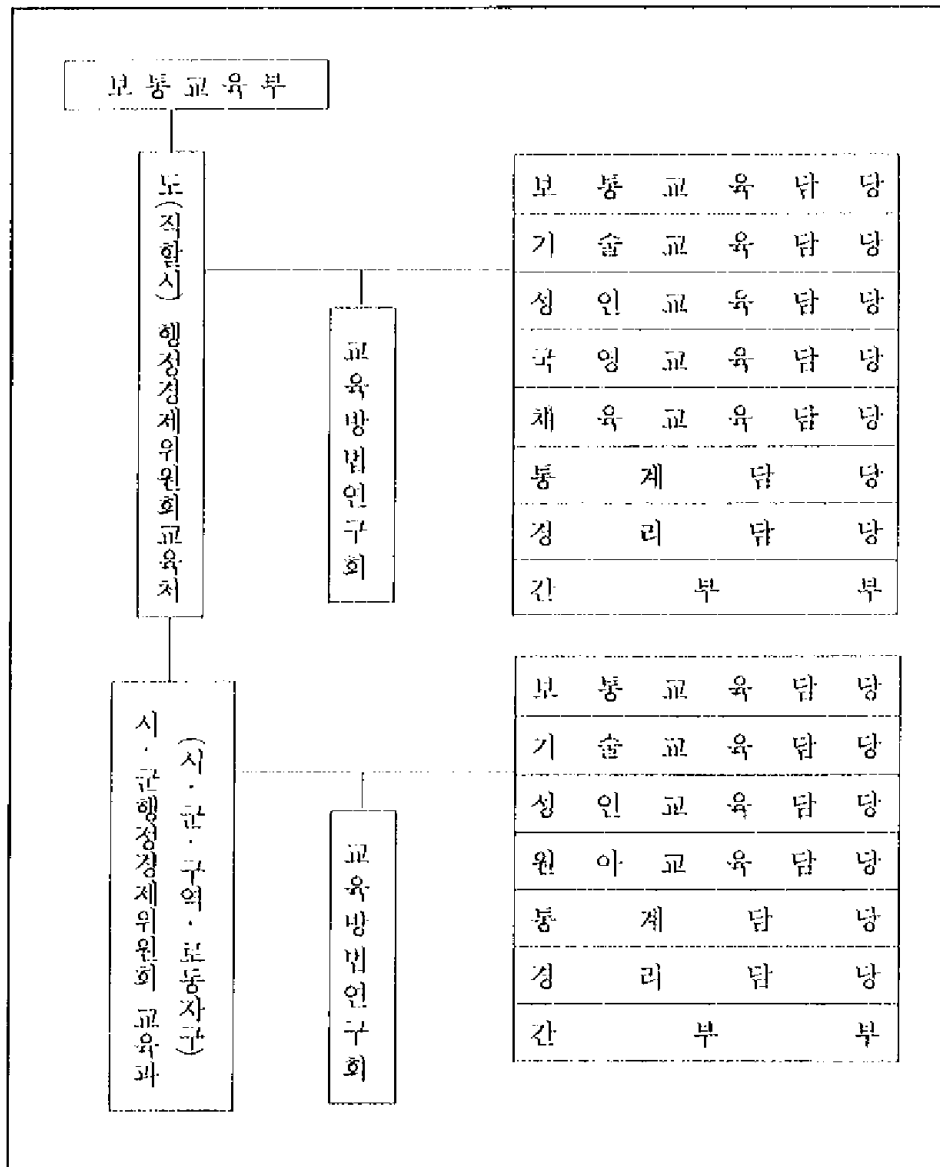 보통교육부
도(직할시) 행정경제위원회교육처
교육방법연구회
보통교육담당
기술교육담당
성인교육담당
국영교육담당
체육교육담당
통계담당
경리담당
간부
시·군행정경제위원회 교육과
(시·군·구역·로동자구)
교육방법연구회
보통교육담당
기술교육담당
성인교육담당
원아교육담당
통계담당
경리담당
간부